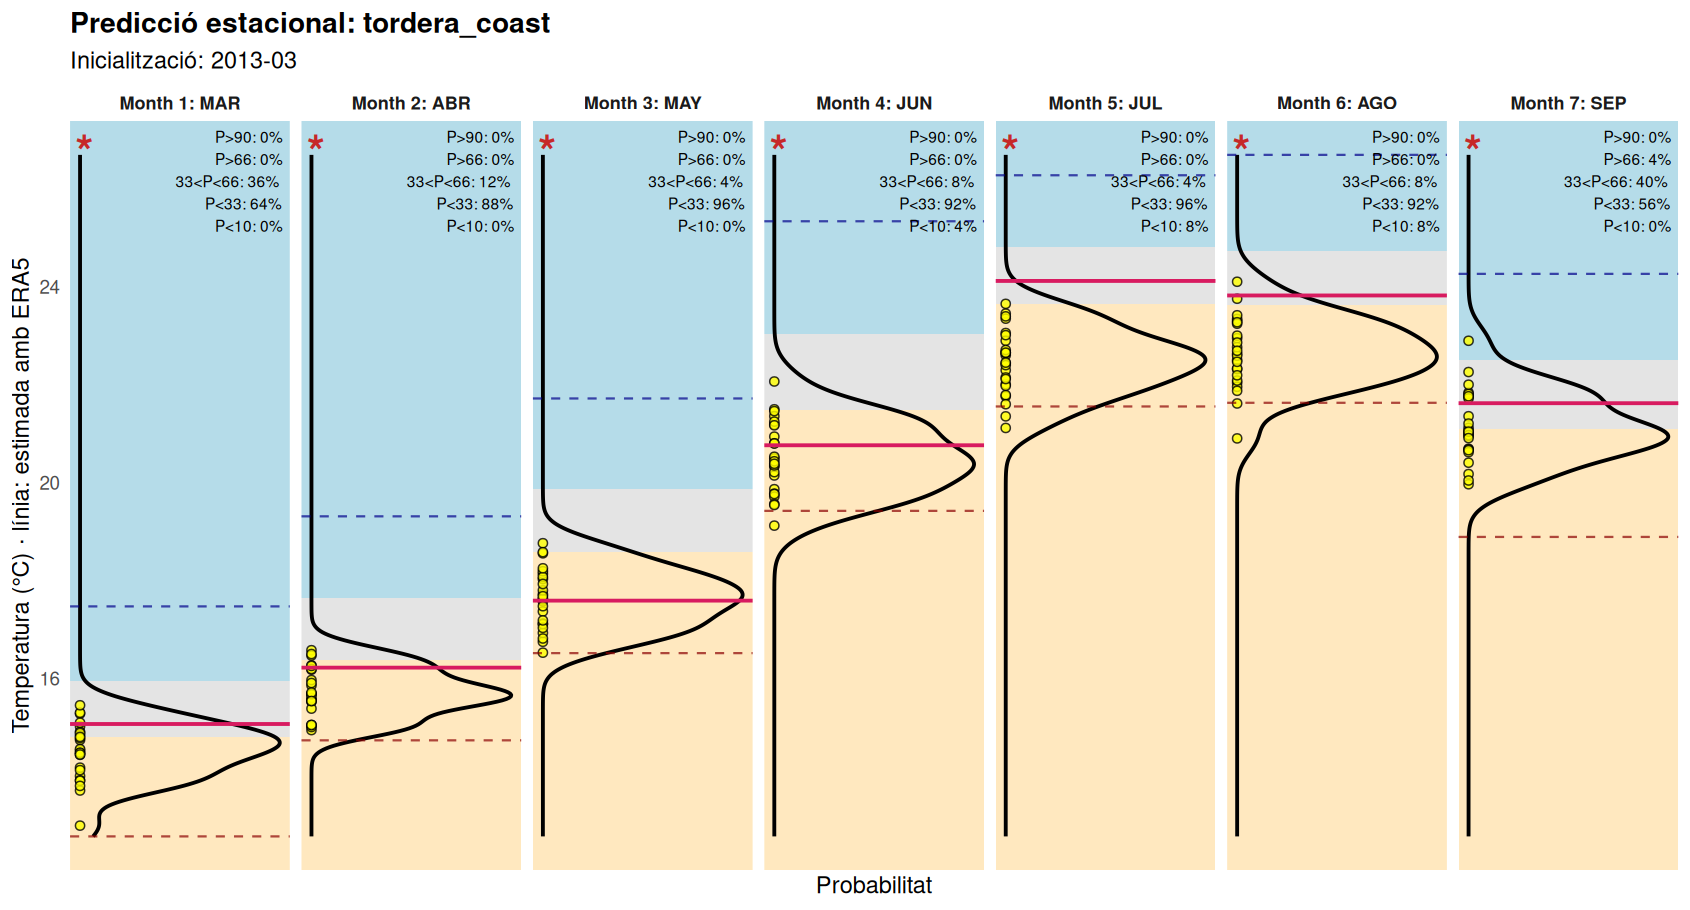 Predicció estacional: tordera_coast
Inicialització: 2013-03
Month 1: MAR
Month 2: ABR
Month 3: MAY
Month 4: JUN
Month 5: JUL
Month 6: AGO
Month 7: SEP
*
P>90: 0%
P>66: 0%
33<P<66: 36%
P<33: 64%
P<10: 0%
*
P>90: 0%
P>66: 0%
33<P<66: 12%
P<33: 88%
P<10: 0%
*
P>90: 0%
P>66: 0%
33<P<66: 4%
P<33: 96%
P<10: 0%
*
P>90: 0%
P>66: 0%
33<P<66: 8%
P<33: 92%
P<10: 4%
*
P>90: 0%
P>66: 0%
33<P<66: 4%
P<33: 96%
P<10: 8%
*
P>90: 0%
P>66: 0%
33<P<66: 8%
P<33: 92%
P<10: 8%
*
P>90: 0%
P>66: 4%
33<P<66: 40%
P<33: 56%
P<10: 0%
Temperatura (°C) · línia: estimada amb ERA5
24
20
16
Probabilitat